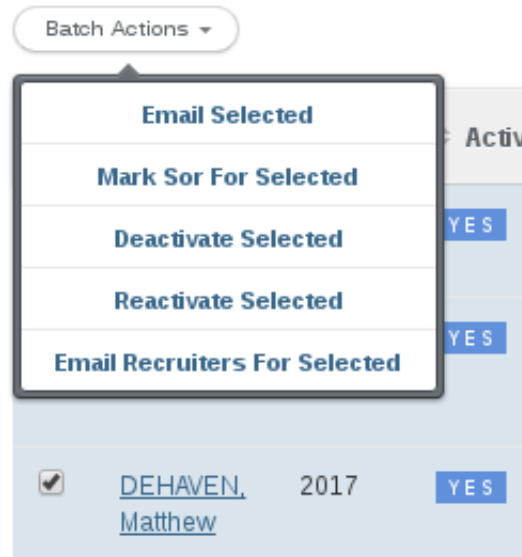 Batch Actions
Email Selected
Activ
Mark Sor For Selected
YES
Deactivate Selected
Reactivate Selected
YES
Email Recruiters For Selected
DEHAVEN, 2017 YES
Matthew